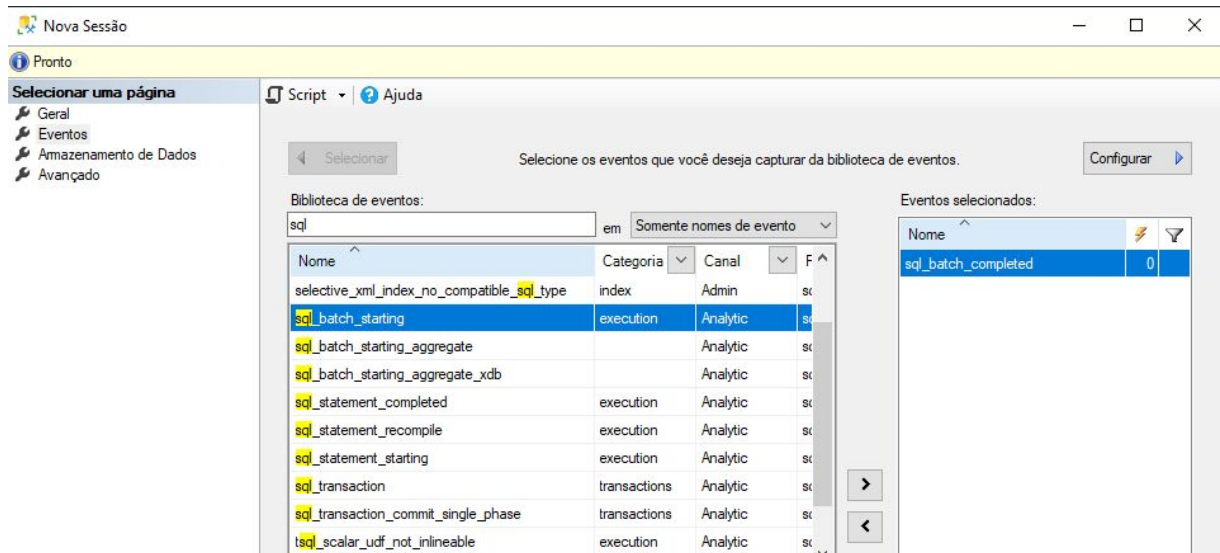 Nova Sessão
Pronto
Selecionar uma página
Geral
Eventos
Armazenamento de Dados
Avançado
Script Ajuda
Selecionar Selecione os eventos que você deseja capturar da biblioteca de eventos. Configurar
Biblioteca de eventos: Eventos selecionados:
sql em Somente nomes de evento
Nome Categoria Canal Nome
selective_xml_index_no_compatible_sql_type index Admin sql_batch_completed 0
sql_batch_starting execution Analytic
sql_batch_starting_aggregate Analytic
sql_batch_starting_aggregate_xdb Analytic
sql_statement_completed execution Analytic
sql_statement_recompile execution Analytic
sql_statement_starting execution Analytic
sql_transaction transactions Analytic
sql_transaction_commit_single_phase transactions Analytic
tsql_scalar_udf_not_inlineable execution Analytic